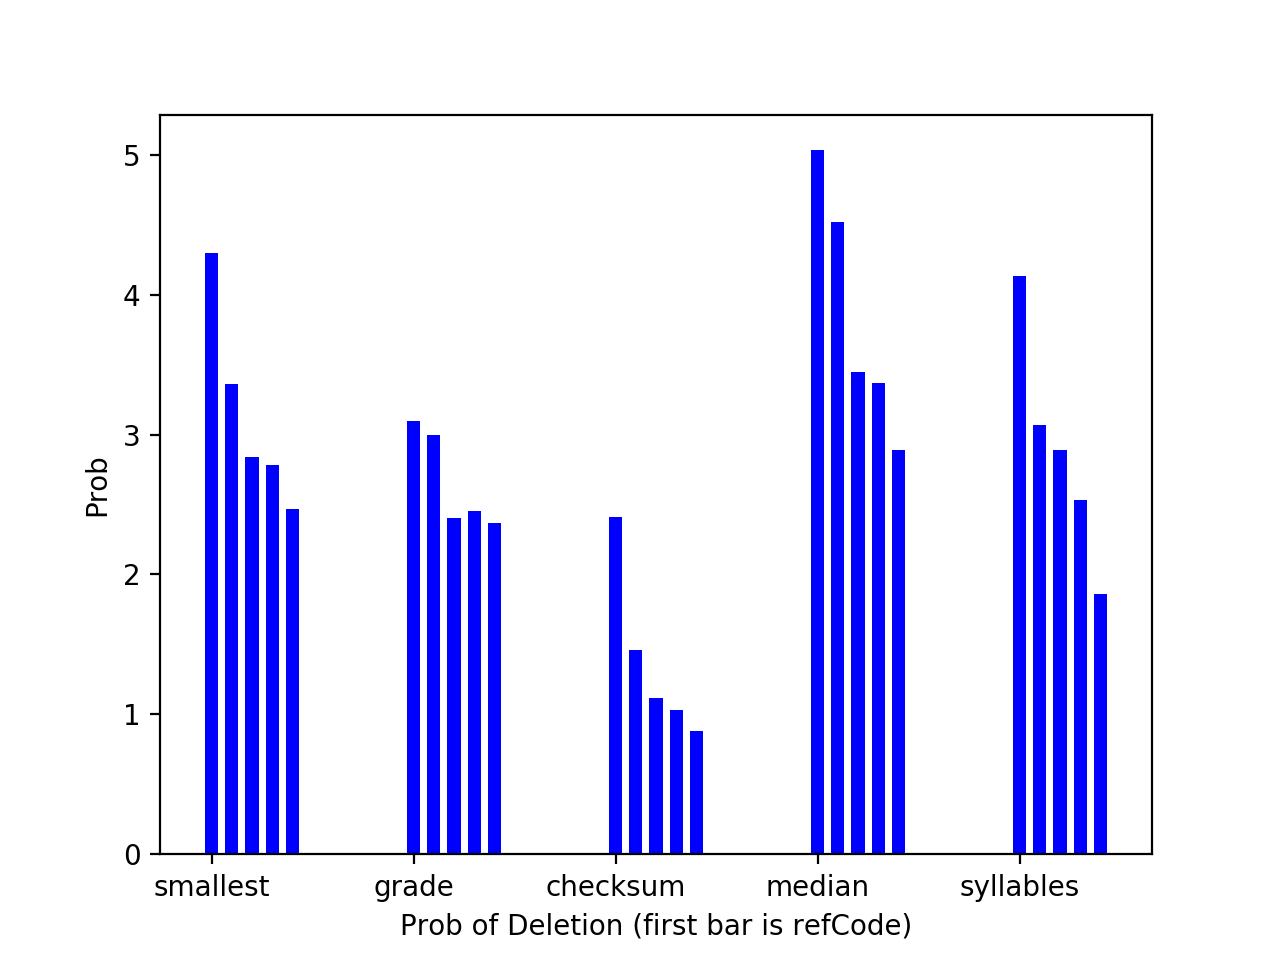 5
4
3
2
1
0
Prob
smallest grade checksum median syllables
Prob of Deletion (first bar is refCode)